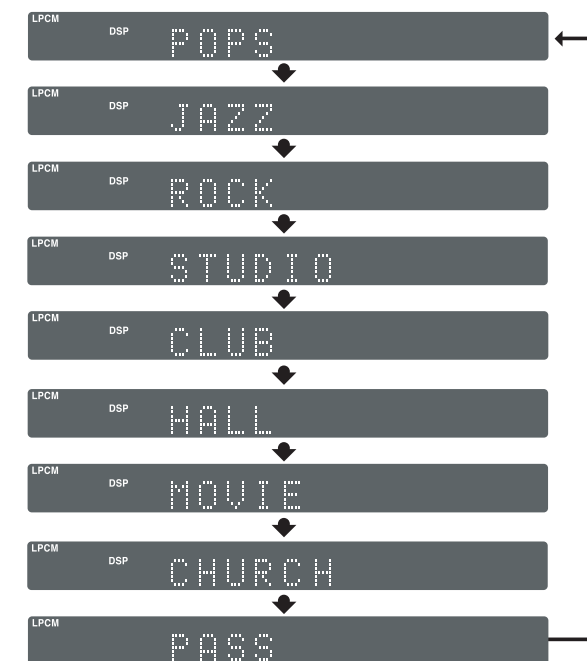 LPCM
DSP
POPS
LPCM
DSP
JAZZ
LPCM
DSP
ROCK
LPCM
DSP
STUDIO
LPCM
DSP
CLUB
LPCM
DSP
HALL
LPCM
DSP
MOVIE
LPCM
DSP
CHURCH
LPCM
PASS